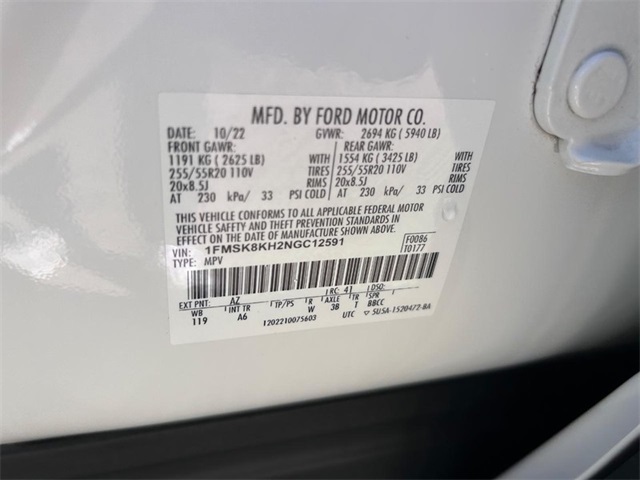 MFD. BY FORD MOTOR CO.
DATE: 10/22 GVWR: 2694 KG ( 5940 LB)
FRONT GAWR: REAR GAWR:
1191 KG ( 2625 LB) WITH 1554 KG ( 3425 LB) WITH
255/55R20 110V TIRES 255/55R20 110V TIRES
20x8.5J RIMS 20x8.5J RIMS
AT 230 kPa/ 33 PSI COLD AT 230 kPa/ 33 PSI COLD
THIS VEHICLE CONFORMS TO ALL APPLICABLE FEDERAL MOTOR
VEHICLE SAFETY AND THEFT PREVENTION STANDARDS IN
EFFECT ON THE DATE OF MANUFACTURE SHOWN ABOVE.
VIN: 1FMSK8KH2NGC12591 F0086
TYPE: MPV T0177
EXT PNT: AZ RC: 41 DSO:
WB INT TR TP/PS R AXLE TR SPR
119 A6 W 3B T BBCC
1202210075603 UTC 5U5A-1520472-BA